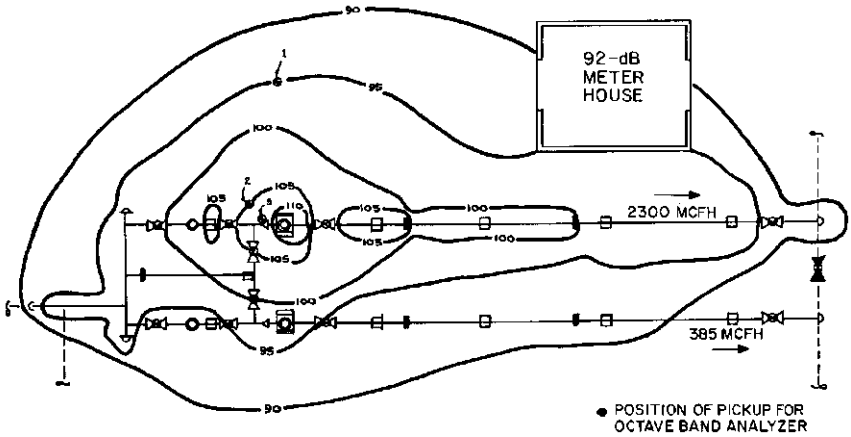 90
1
92-dB
METER
HOUSE
95
100
2
105
105
3
110
105
100
2300 MCFH
105
105
100
100
95
385 MCFH
90
POSITION OF PICKUP FOR
OCTAVE BAND ANALYZER